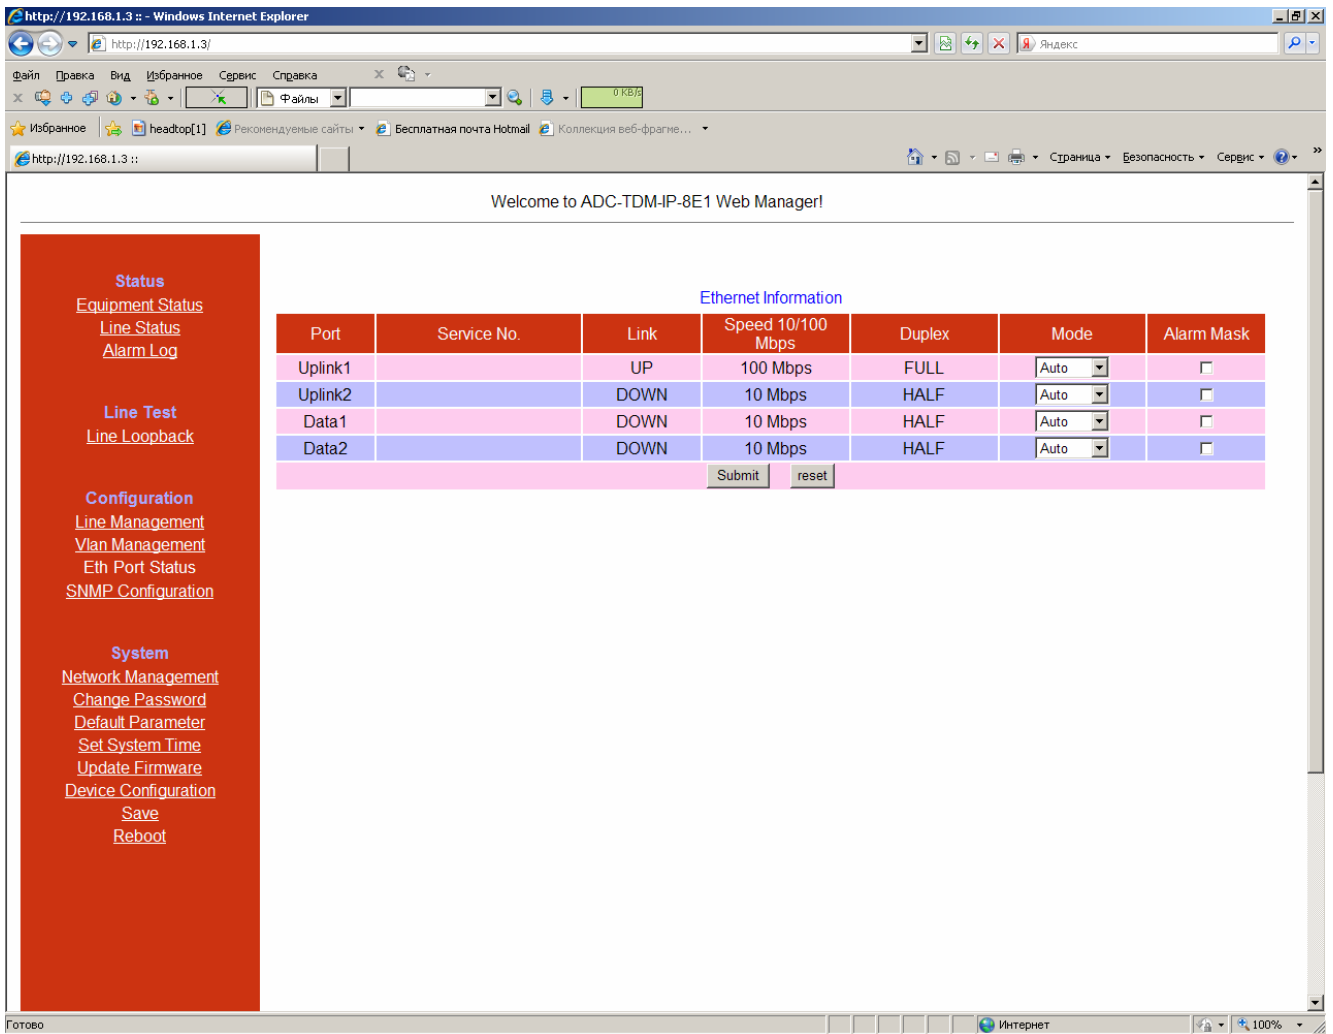 http://192.168.1.3 :: - Windows Internet Explorer
http://192.168.1.3/
Яндекс
Файл Правка Вид Избранное Сервис Справка
Файлы 0 KB/s
Избранное headtop[1] Рекомендуемые сайты Бесплатная почта Hotmail Коллекция веб-фрагме...
http://192.168.1.3 :: Страница Безопасность Сервис »
Welcome to ADC-TDM-IP-8E1 Web Manager!
Status
Equipment Status
Line Status
Alarm Log
Line Test
Line Loopback
Configuration
Line Management
Vlan Management
Eth Port Status
SNMP Configuration
System
Network Management
Change Password
Default Parameter
Set System Time
Update Firmware
Device Configuration
Save
Reboot
Ethernet Information
Port Service No. Link Speed 10/100 Mbps Duplex Mode Alarm Mask
Uplink1 UP 100 Mbps FULL Auto
Uplink2 DOWN 10 Mbps HALF Auto
Data1 DOWN 10 Mbps HALF Auto
Data2 DOWN 10 Mbps HALF Auto
Submit reset
Готово Интернет 100%